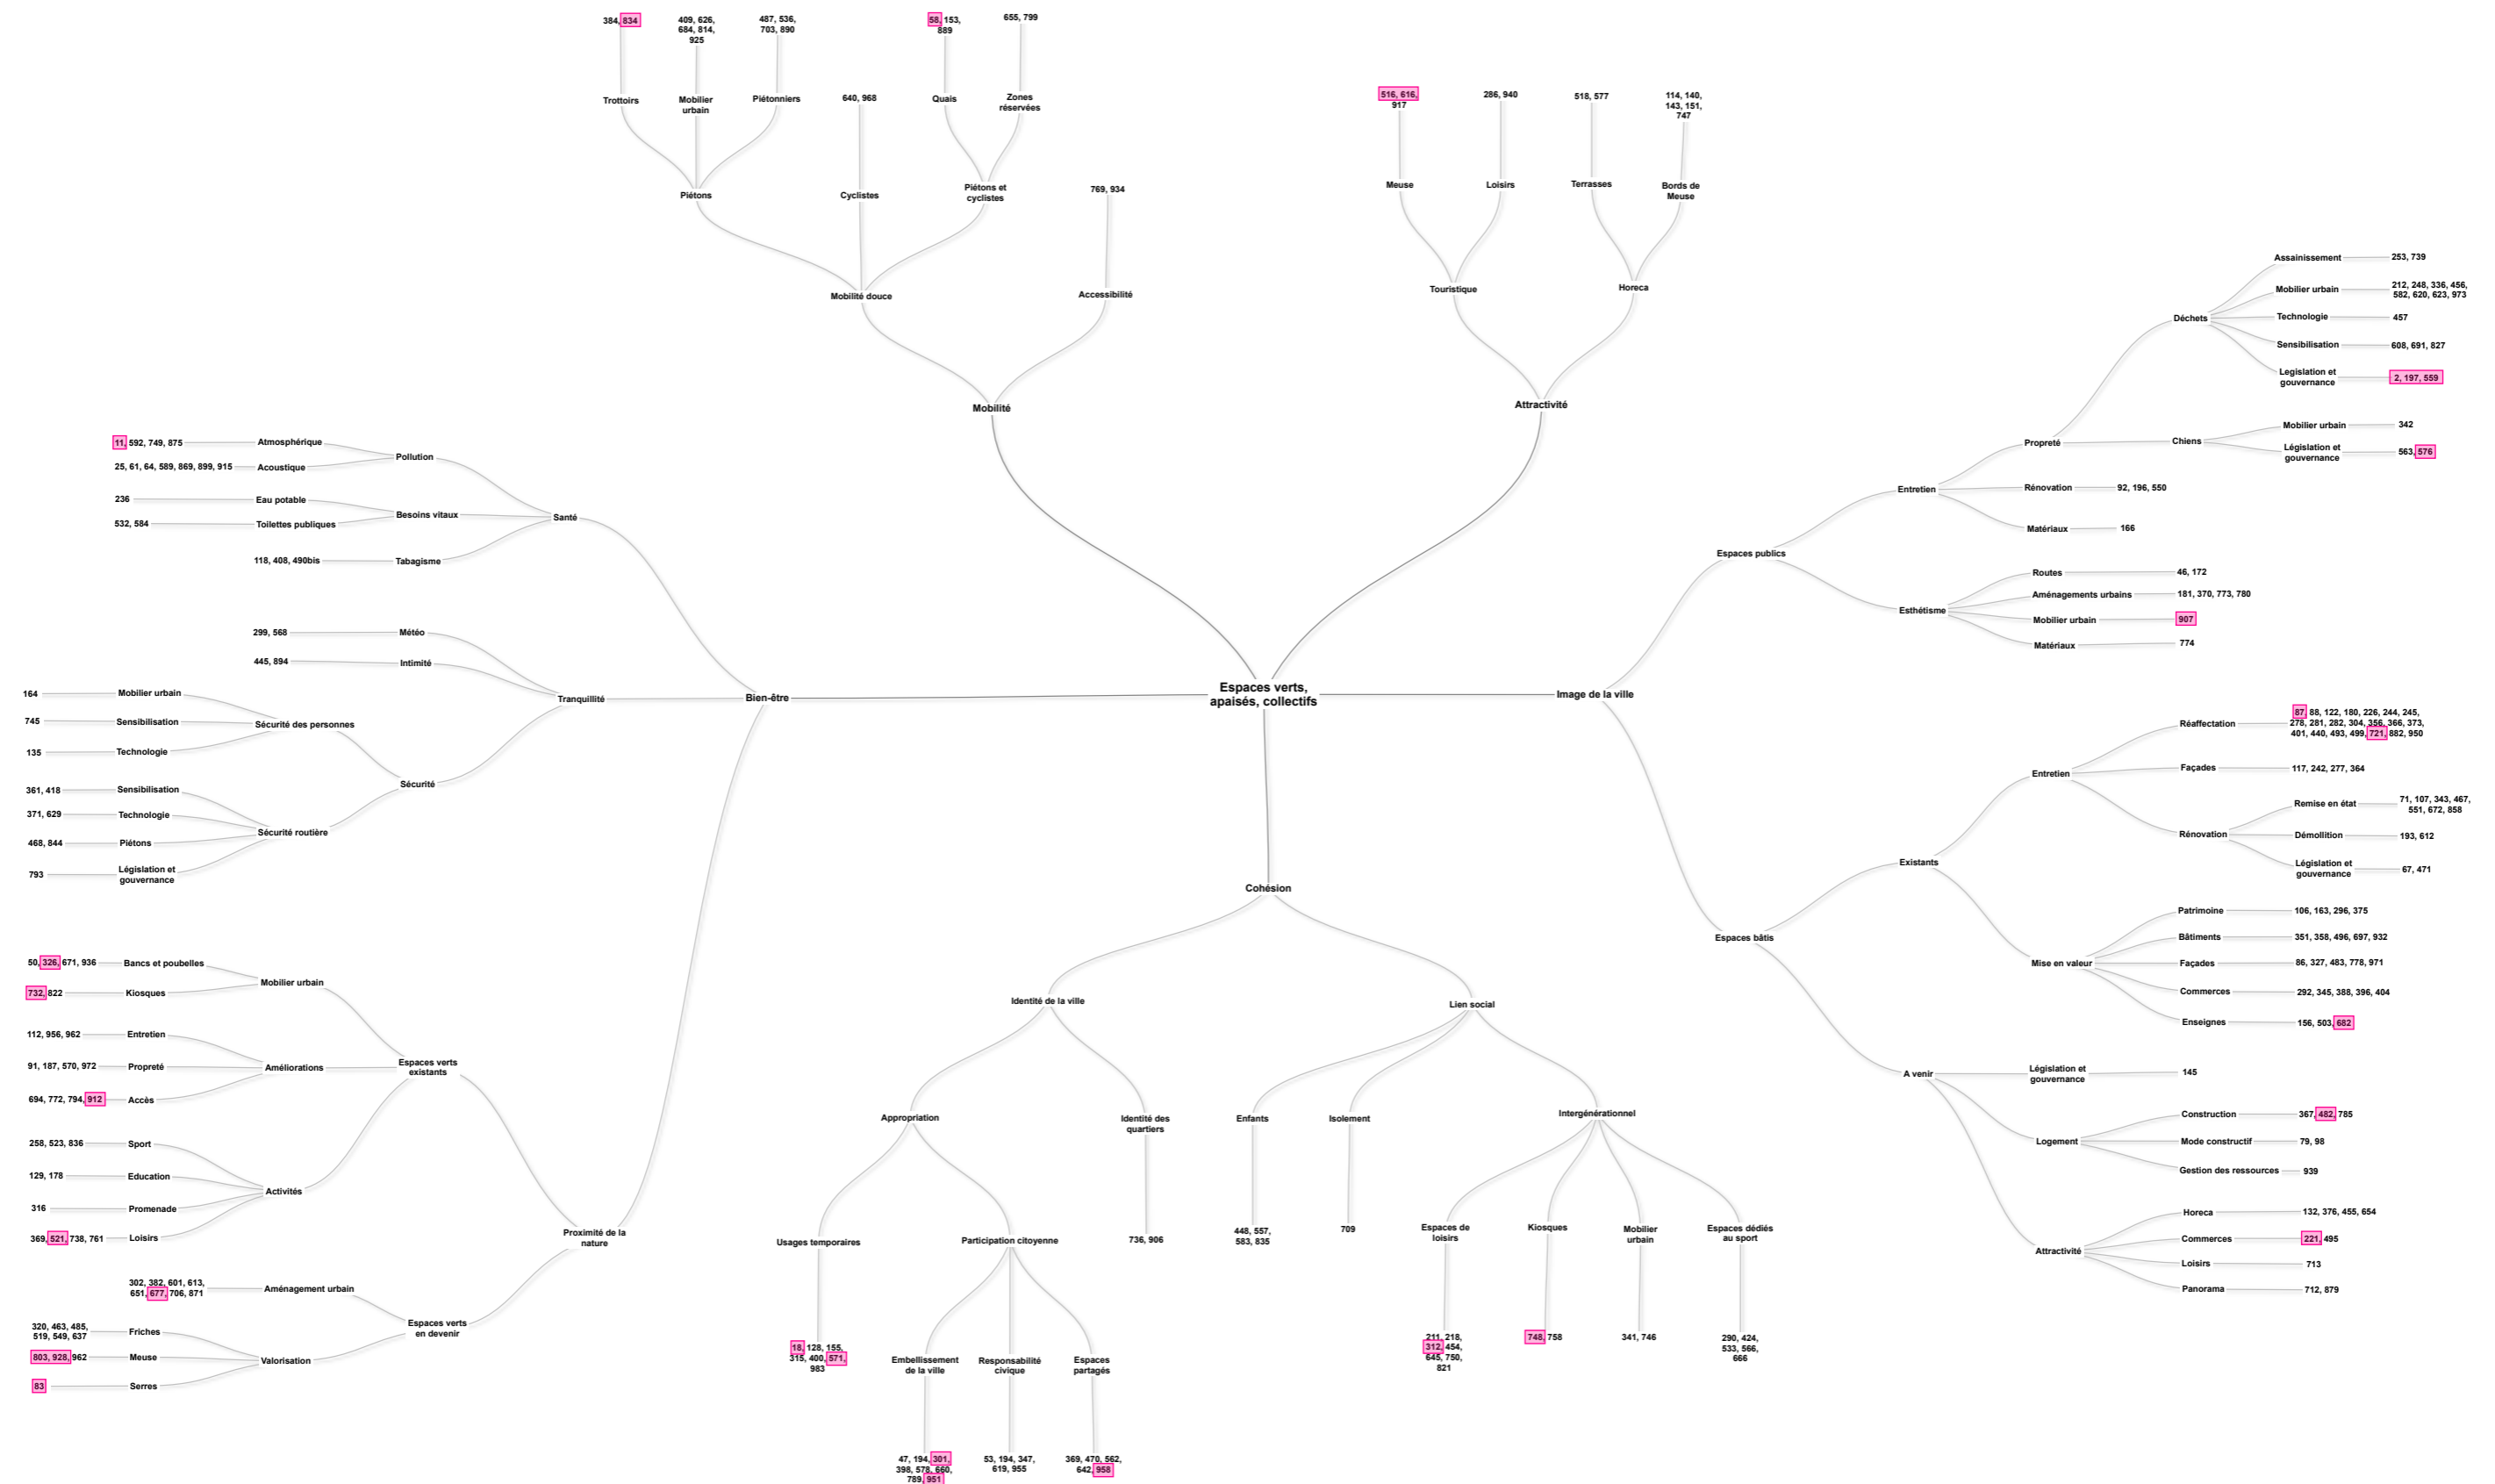 Espaces verts,
apaisés, collectifs
Mobilité
Mobilité douce
Piétons
Trottoirs
384, 834
Mobilier
urbain
409, 626,
684, 814,
925
Piétonniers
487, 536,
703, 890
Cyclistes
640, 968
Piétons et
cyclistes
Quais
58, 153,
889
Zones
réservées
655, 799
Accessibilité
769, 934
Attractivité
Touristique
Meuse
516, 616,
917
Loisirs
286, 940
Horeca
Terrasses
518, 577
Bords de
Meuse
114, 140,
143, 151,
747
Image de la ville
Espaces publics
Entretien
Propreté
Déchets
Assainissement
253, 739
Mobilier urbain
212, 248, 336, 456,
582, 620, 623, 973
Technologie
457
Sensibilisation
608, 691, 827
Legislation et
gouvernance
2, 197, 559
Chiens
Mobilier urbain
342
Législation et
gouvernance
563, 576
Rénovation
92, 196, 550
Matériaux
166
Esthétisme
Routes
46, 172
Aménagements urbains
181, 370, 773, 780
Mobilier urbain
907
Matériaux
774
Espaces bâtis
Existants
Entretien
Réaffectation
87, 88, 122, 180, 226, 244, 245,
278, 281, 282, 304, 356, 366, 373,
401, 440, 493, 499, 721, 882, 950
Façades
117, 242, 277, 364
Rénovation
Remise en état
71, 107, 343, 467,
551, 672, 858
Démollition
193, 612
Législation et
gouvernance
67, 471
Mise en valeur
Patrimoine
106, 163, 296, 375
Bâtiments
351, 358, 496, 697, 932
Façades
86, 327, 483, 778, 971
Commerces
292, 345, 388, 396, 404
Enseignes
156, 503, 682
A venir
Législation et
gouvernance
145
Logement
Construction
367, 482, 785
Mode constructif
79, 98
Gestion des ressources
939
Attractivité
Horeca
132, 376, 455, 654
Commerces
221, 495
Loisirs
713
Panorama
712, 879
Cohésion
Identité de la ville
Appropriation
Usages temporaires
18, 128, 155,
315, 400, 571,
983
Participation citoyenne
Embellissement
de la ville
47, 194, 301,
398, 578, 660,
789, 951
Responsabilité
civique
53, 194, 347,
619, 955
Espaces
partagés
369, 470, 562,
642, 958
Identité des
quartiers
736, 906
Lien social
Enfants
448, 557,
583, 835
Isolement
709
Intergénérationnel
Espaces de
loisirs
211, 218,
312, 454,
645, 750,
821
Kiosques
748, 758
Mobilier
urbain
341, 746
Espaces dédiés
au sport
290, 424,
533, 566,
666
Bien-être
Santé
Pollution
Atmosphérique
11, 592, 749, 875
Acoustique
25, 61, 64, 589, 869, 899, 915
Besoins vitaux
Eau potable
236
Toilettes publiques
532, 584
Tabagisme
118, 408, 490bis
Tranquillité
Météo
299, 568
Intimité
445, 894
Sécurité
Sécurité des personnes
Mobilier urbain
164
Sensibilisation
745
Technologie
135
Sécurité routière
Sensibilisation
361, 418
Technologie
371, 629
Piétons
468, 844
Législation et
gouvernance
793
Proximité de la
nature
Espaces verts
existants
Mobilier urbain
Bancs et poubelles
50, 326, 671, 936
Kiosques
732, 822
Améliorations
Entretien
112, 956, 962
Propreté
91, 187, 570, 972
Accès
694, 772, 794, 912
Activités
Sport
258, 523, 836
Education
129, 178
Promenade
316
Loisirs
369, 521, 738, 761
Espaces verts
en devenir
Aménagement urbain
302, 382, 601, 613,
651, 677, 706, 871
Valorisation
Friches
320, 463, 485,
519, 549, 637
Meuse
803, 928, 962
Serres
83